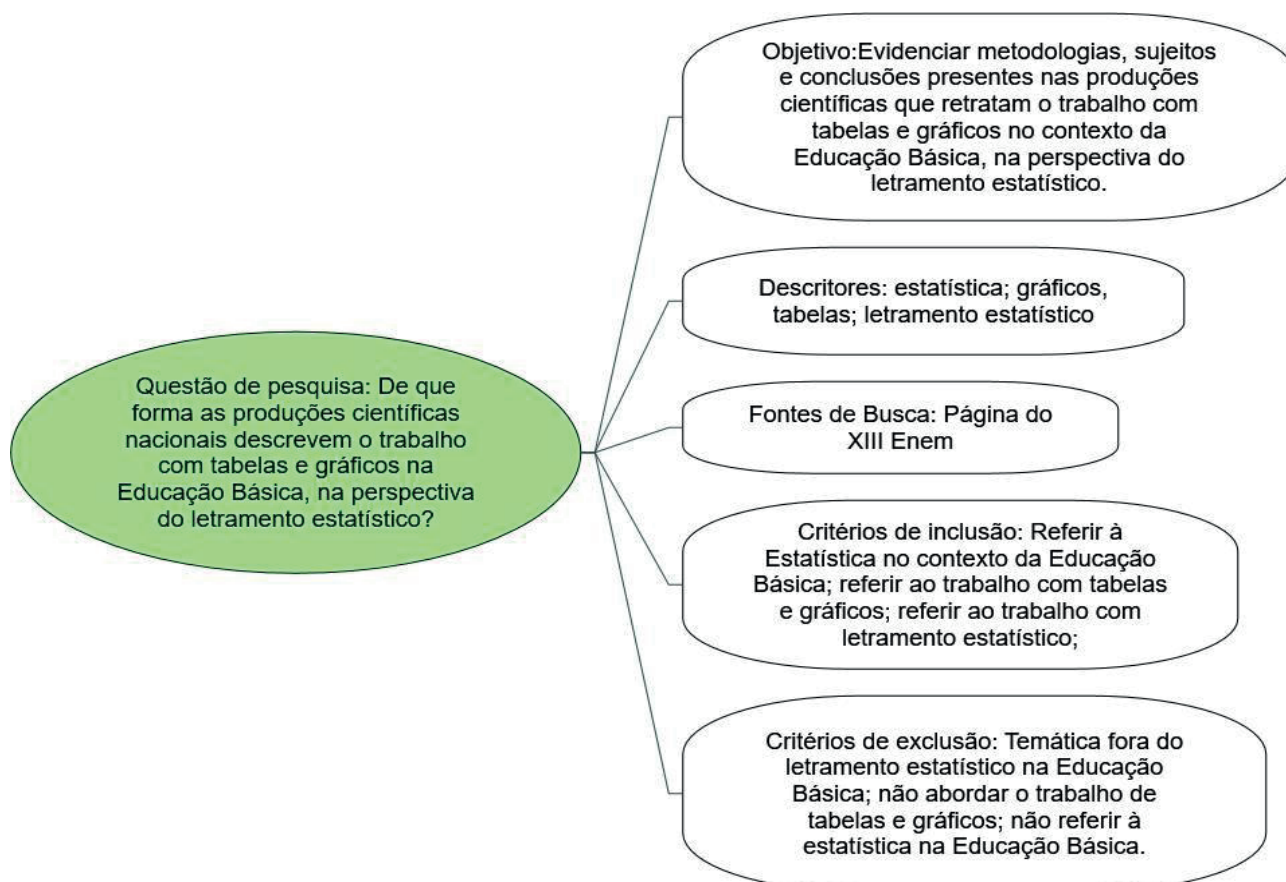 Objetivo:Evidenciar metodologias, sujeitos
e conclusões presentes nas produções
científicas que retratam o trabalho com
tabelas e gráficos no contexto da
Educação Básica, na perspectiva do
letramento estatístico.
Descritores: estatística; gráficos,
tabelas; letramento estatístico
Questão de pesquisa: De que
forma as produções científicas
nacionais descrevem o trabalho
com tabelas e gráficos na
Educação Básica, na perspectiva
do letramento estatístico?
Fontes de Busca: Página do
XIII Enem
Critérios de inclusão: Referir à
Estatística no contexto da Educação
Básica; referir ao trabalho com tabelas
e gráficos; referir ao trabalho com
letramento estatístico;
Critérios de exclusão: Temática fora do
letramento estatístico na Educação
Básica; não abordar o trabalho de
tabelas e gráficos; não referir à
estatística na Educação Básica.